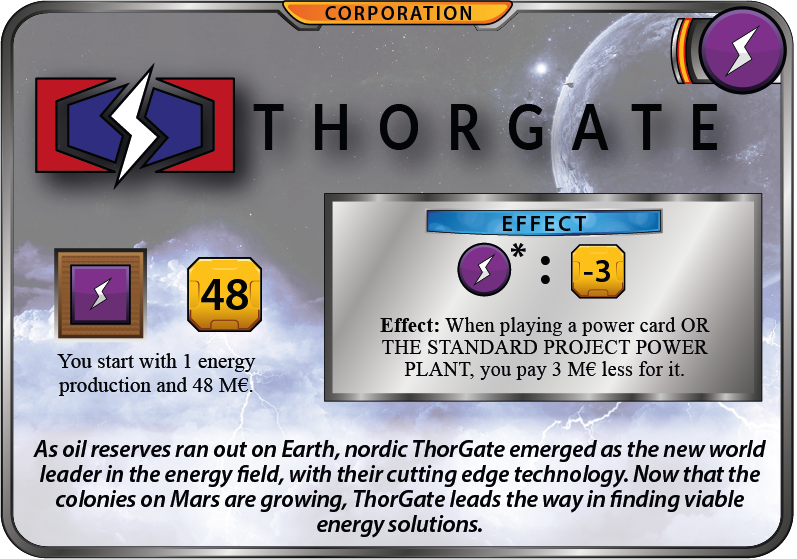 CORPORATION
THORGATE
EFFECT
* : -3
48
Effect: When playing a power card OR
THE STANDARD PROJECT POWER
PLANT, you pay 3 M€ less for it.
You start with 1 energy
production and 48 M€.
As oil reserves ran out on Earth, nordic ThorGate emerged as the new world
leader in the energy field, with their cutting edge technology. Now that the
colonies on Mars are growing, ThorGate leads the way in finding viable
energy solutions.